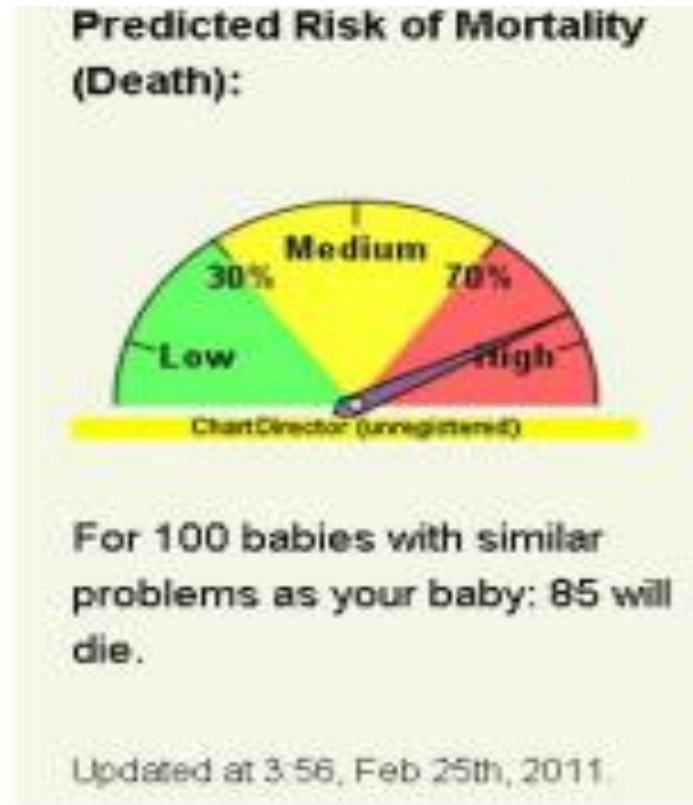 Predicted Risk of Mortality
(Death):
Medium
30%
70%
Low
High
ChartDirector (unregistered)
For 100 babies with similar
problems as your baby: 85 will
die.
Updated at 3:56, Feb 25th, 2011.